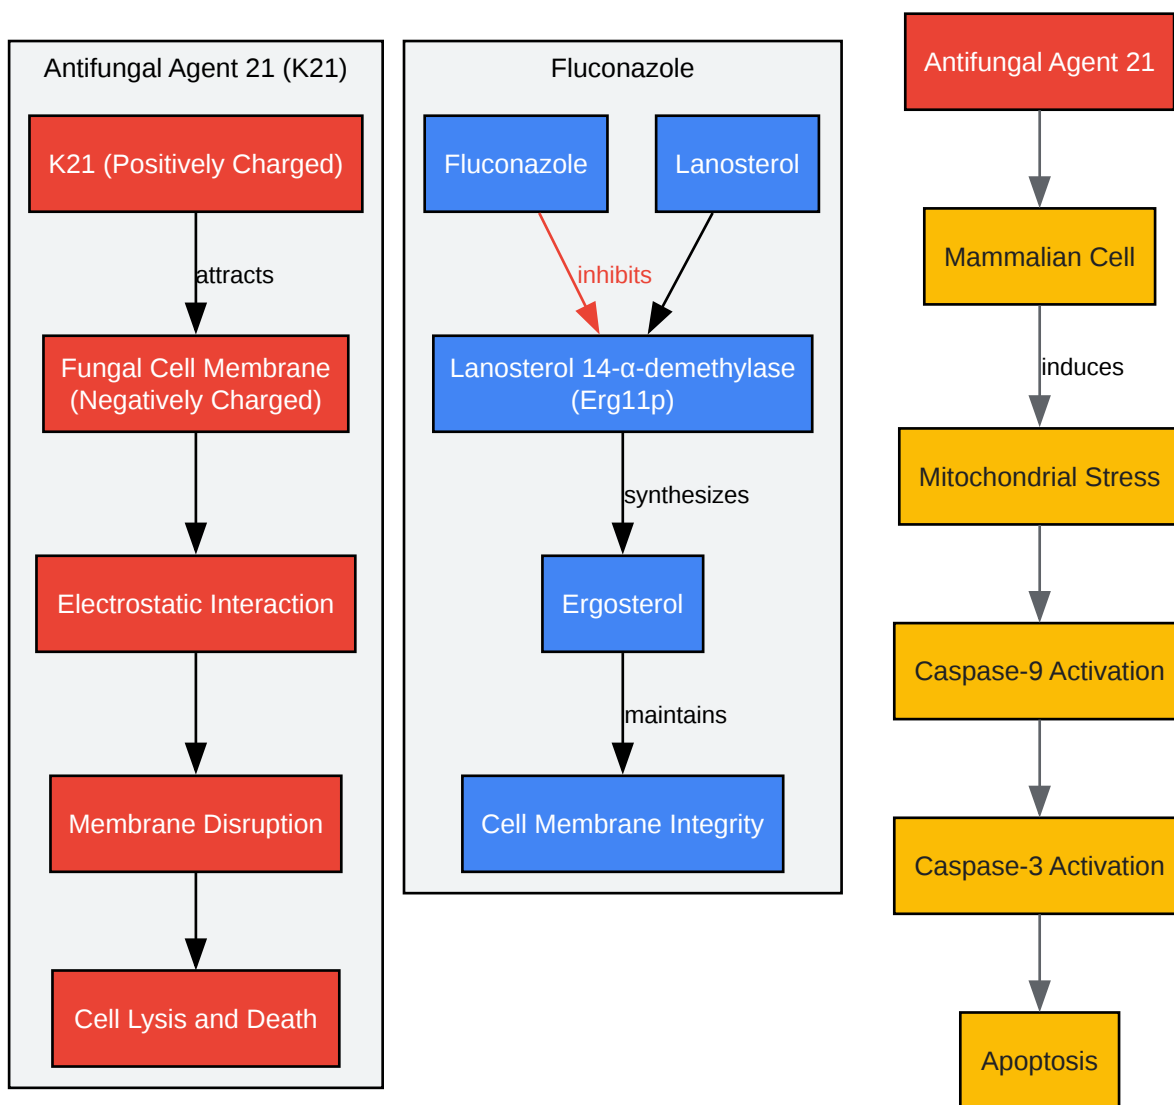 Antifungal Agent 21 (K21)
K21 (Positively Charged)
attracts
Fungal Cell Membrane
(Negatively Charged)
Electrostatic Interaction
Membrane Disruption
Cell Lysis and Death
Fluconazole
Fluconazole
Lanosterol
inhibits
Lanosterol 14-α-demethylase
(Erg11p)
synthesizes
Ergosterol
maintains
Cell Membrane Integrity
Antifungal Agent 21
Mammalian Cell
induces
Mitochondrial Stress
Caspase-9 Activation
Caspase-3 Activation
Apoptosis